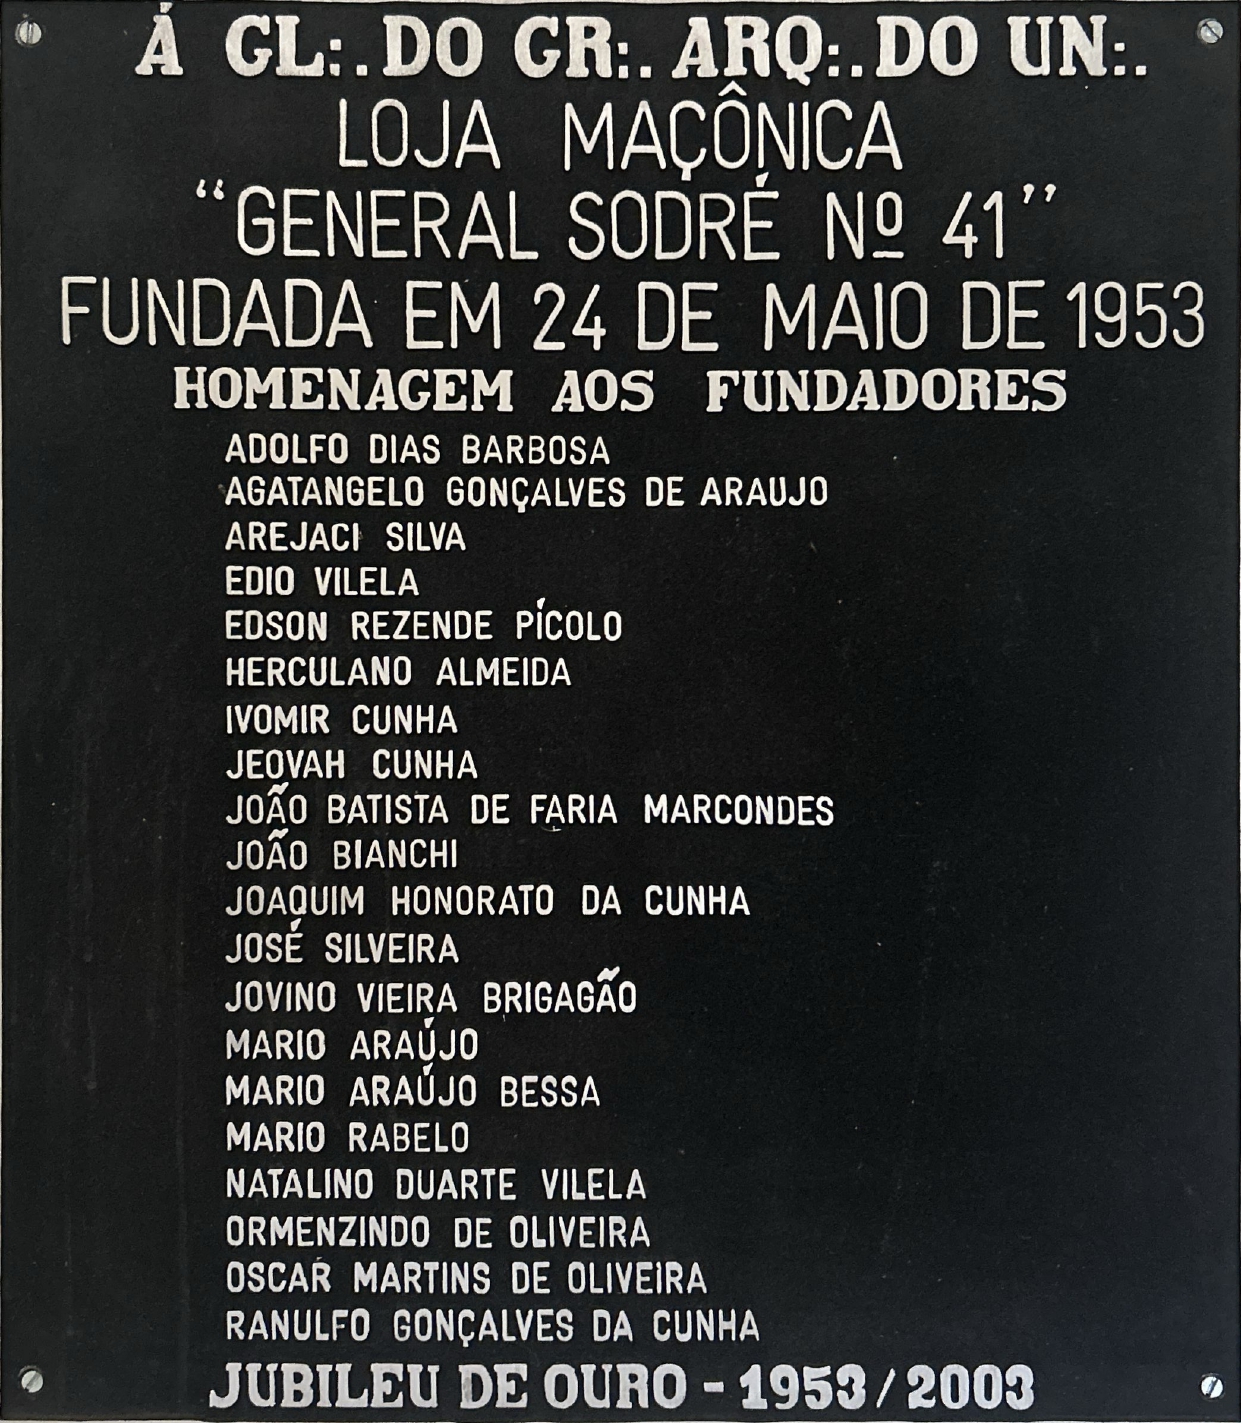 Á GL:. DO GR:. ARQ:. DO UN:.
LOJA MAÇÔNICA
“GENERAL SODRÉ Nº 41”
FUNDADA EM 24 DE MAIO DE 1953
HOMENAGEM AOS FUNDADORES
ADOLFO DIAS BARBOSA
AGATANGELO GONÇALVES DE ARAUJO
AREJACI SILVA
EDIO VILELA
EDSON REZENDE PÍCOLO
HERCULANO ALMEIDA
IVOMIR CUNHA
JEOVAH CUNHA
JOÃO BATISTA DE FARIA MARCONDES
JOÃO BIANCHI
JOAQUIM HONORATO DA CUNHA
JOSÉ SILVEIRA
JOVINO VIEIRA BRIGAGÃO
MARIO ARAÚJO
MARIO ARAÚJO BESSA
MARIO RABELO
NATALINO DUARTE VILELA
ORMENZINDO DE OLIVEIRA
OSCAR MARTINS DE OLIVEIRA
RANULFO GONÇALVES DA CUNHA
JUBILEU DE OURO - 1953/2003